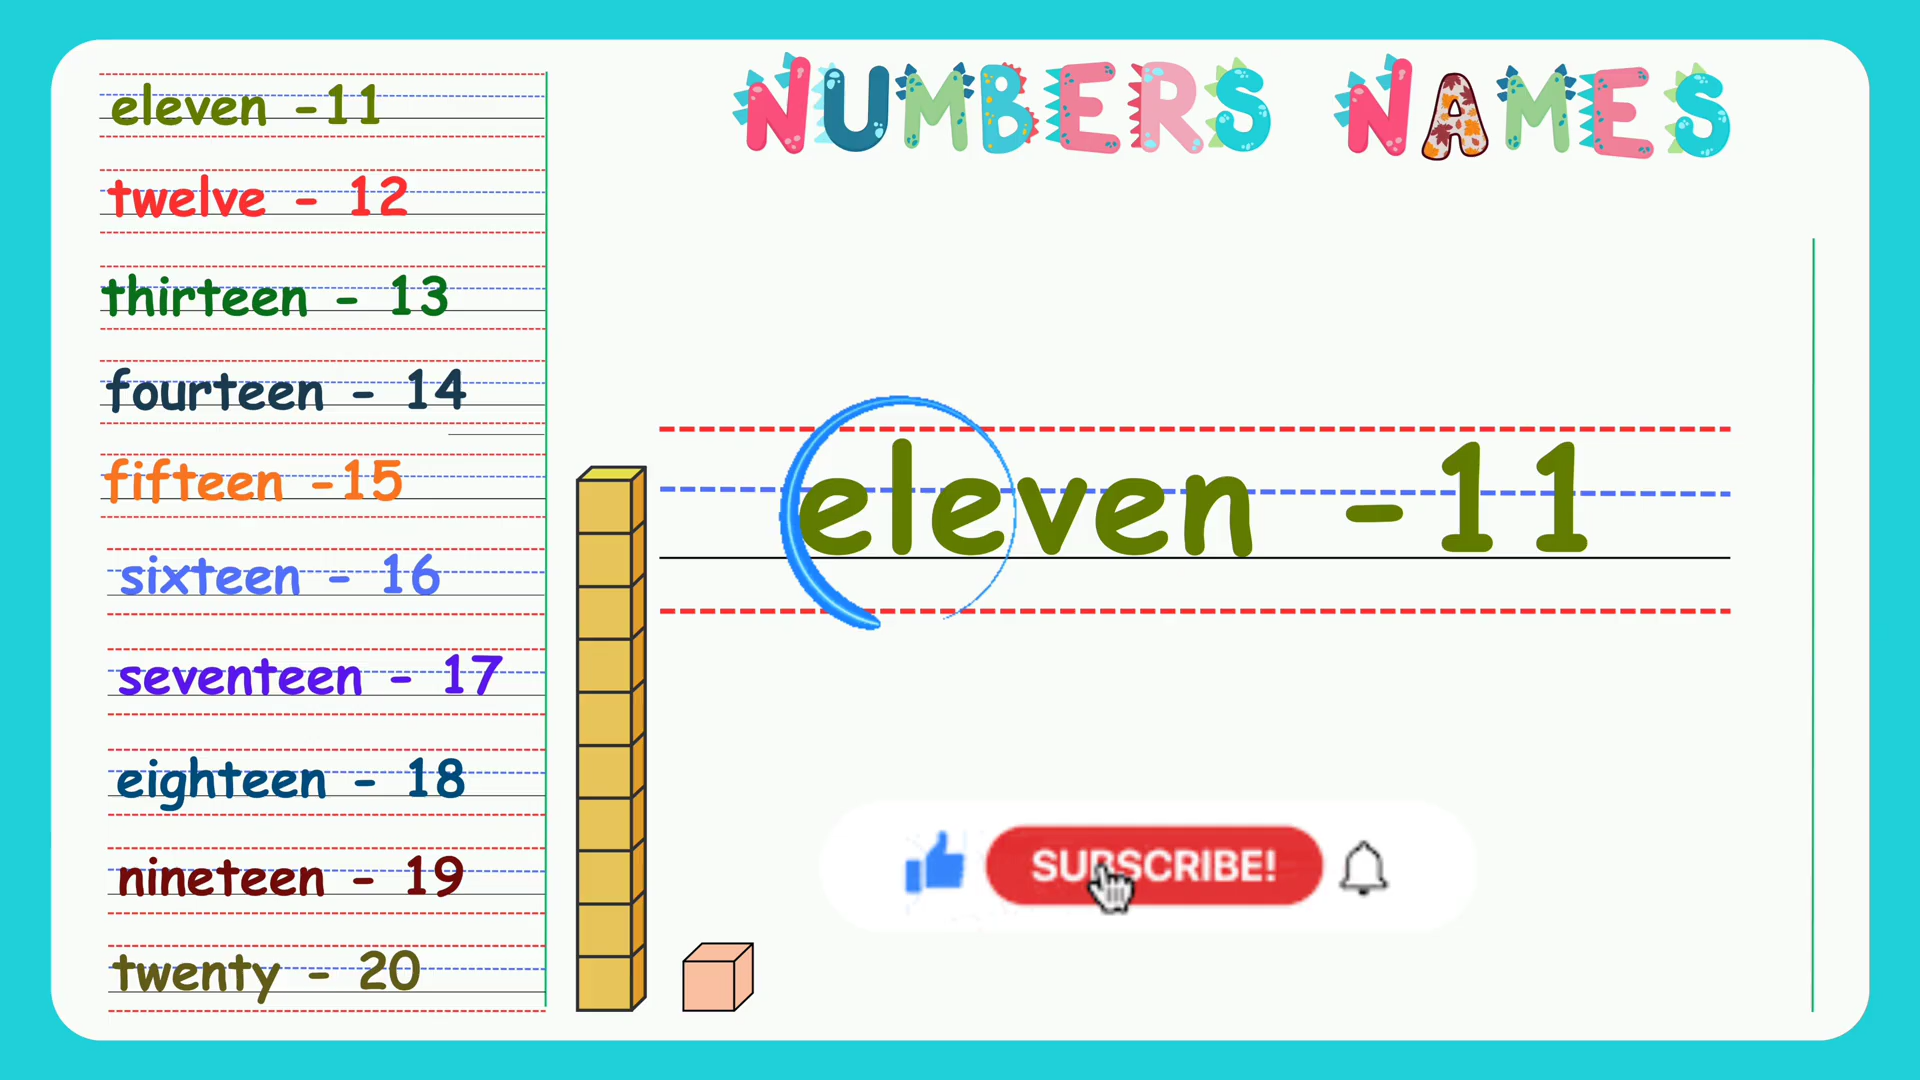 NUMBERS NAMES
eleven -11
twelve - 12
thirteen - 13
fourteen - 14
fifteen -15
sixteen - 16
seventeen - 17
eighteen - 18
nineteen - 19
twenty - 20
eleven -11
SUBSCRIBE!